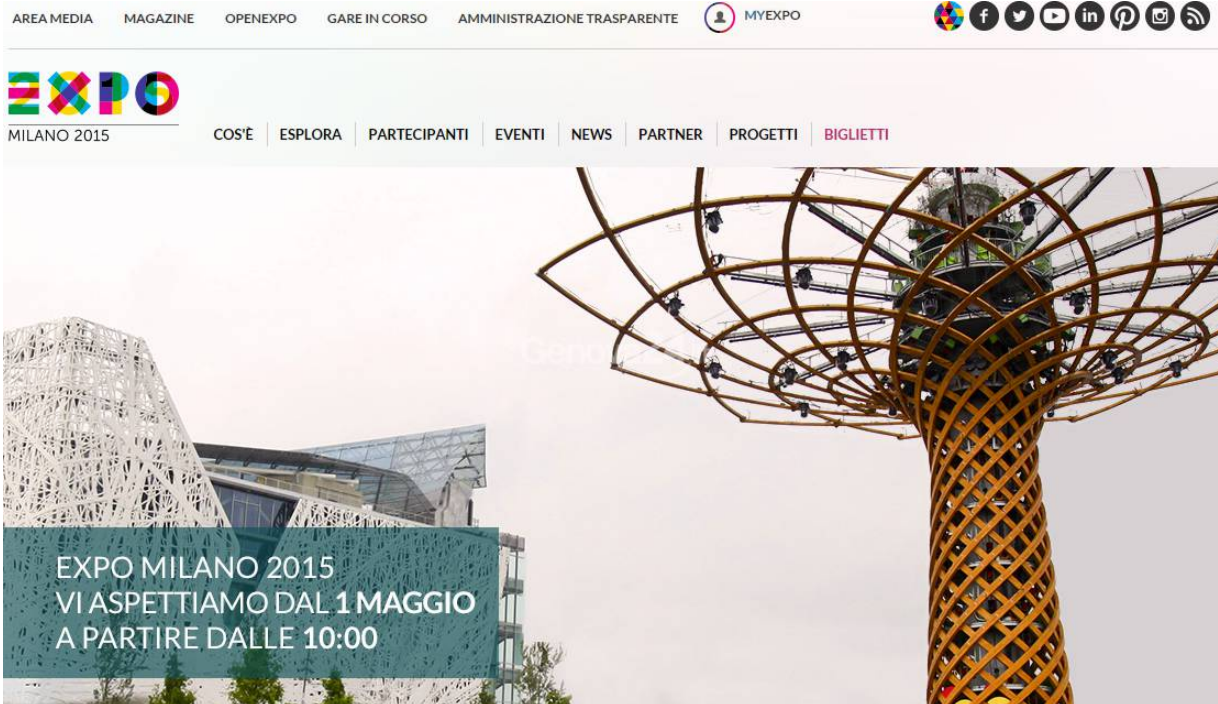 AREA MEDIA MAGAZINE OPENEXPO GARE IN CORSO AMMINISTRAZIONE TRASPARENTE MYEXPO
EXPO
MILANO 2015
COS'È ESPLORA PARTECIPANTI EVENTI NEWS PARTNER PROGETTI BIGLIETTI
EXPO MILANO 2015
VI ASPETTIAMO DAL 1 MAGGIO
A PARTIRE DALLE 10:00